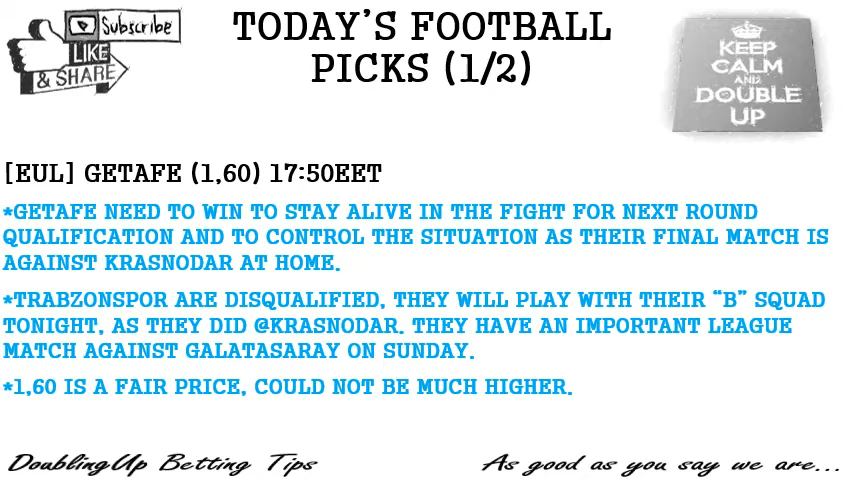 Subscribe
LIKE
& SHARE
TODAY'S FOOTBALL
PICKS (1/2)
KEEP
CALM
AND
DOUBLE
UP
[EUL] GETAFE (1,60) 17:50EET
*GETAFE NEED TO WIN TO STAY ALIVE IN THE FIGHT FOR NEXT ROUND
QUALIFICATION AND TO CONTROL THE SITUATION AS THEIR FINAL MATCH IS
AGAINST KRASNODAR AT HOME.
*TRABZONSPOR ARE DISQUALIFIED, THEY WILL PLAY WITH THEIR “B” SQUAD
TONIGHT, AS THEY DID @KRASNODAR. THEY HAVE AN IMPORTANT LEAGUE
MATCH AGAINST GALATASARAY ON SUNDAY.
*1,60 IS A FAIR PRICE, COULD NOT BE MUCH HIGHER.
DoublingUp Betting Tips
As good as you say we are...